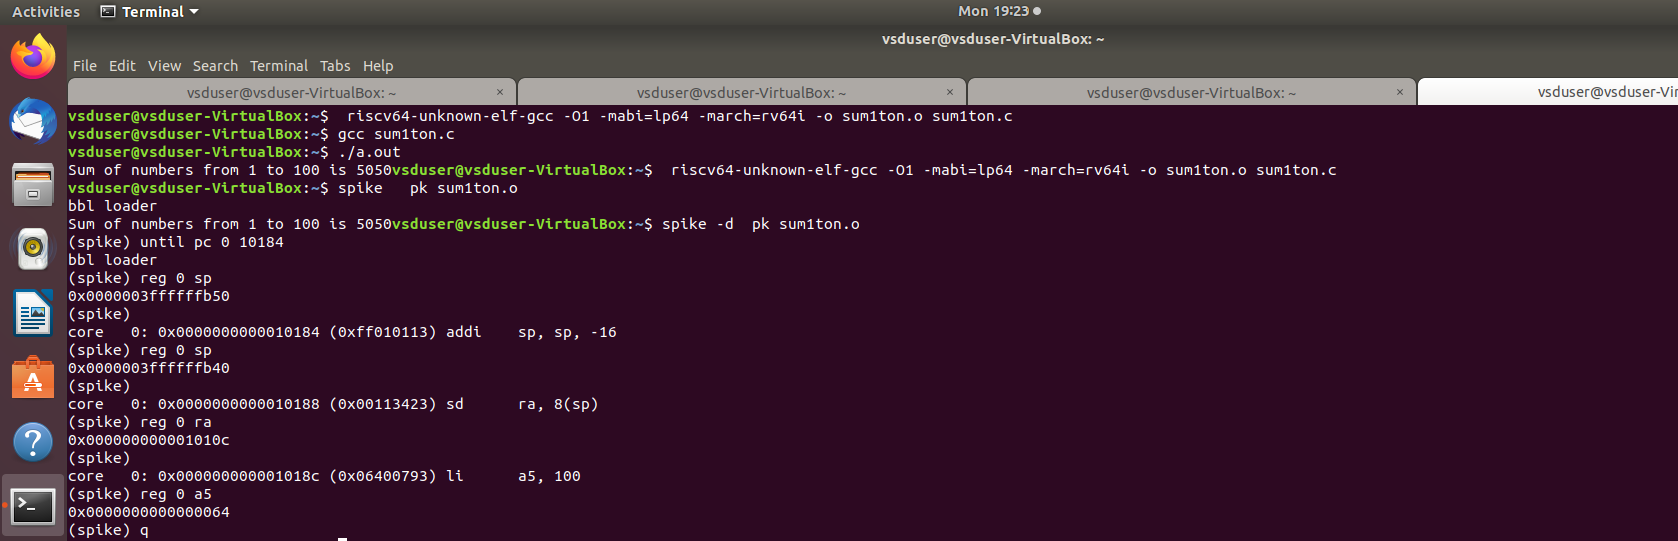 Activities Terminal Mon 19:23
vsduser@vsduser-VirtualBox: ~
File Edit View Search Terminal Tabs Help
vsduser@vsduser-VirtualBox: ~ × vsduser@vsduser-VirtualBox: ~ × vsduser@vsduser-VirtualBox: ~ × vsduser@vsduser-Vi
vsduser@vsduser-VirtualBox:~$  riscv64-unknown-elf-gcc -O1 -mabi=lp64 -march=rv64i -o sum1ton.o sum1ton.c
vsduser@vsduser-VirtualBox:~$ gcc sum1ton.c
vsduser@vsduser-VirtualBox:~$ ./a.out
Sum of numbers from 1 to 100 is 5050vsduser@vsduser-VirtualBox:~$  riscv64-unknown-elf-gcc -O1 -mabi=lp64 -march=rv64i -o sum1ton.o sum1ton.c
vsduser@vsduser-VirtualBox:~$ spike   pk sum1ton.o
bbl loader
Sum of numbers from 1 to 100 is 5050vsduser@vsduser-VirtualBox:~$ spike -d  pk sum1ton.o
(spike) until pc 0 10184
bbl loader
(spike) reg 0 sp
0x0000003ffffffb50
(spike)
core   0: 0x0000000000010184 (0xff010113) addi    sp, sp, -16
(spike) reg 0 sp
0x0000003ffffffb40
(spike)
core   0: 0x0000000000010188 (0x00113423) sd      ra, 8(sp)
(spike) reg 0 ra
0x000000000001010c
(spike)
core   0: 0x000000000001018c (0x06400793) li      a5, 100
(spike) reg 0 a5
0x0000000000000064
(spike) q